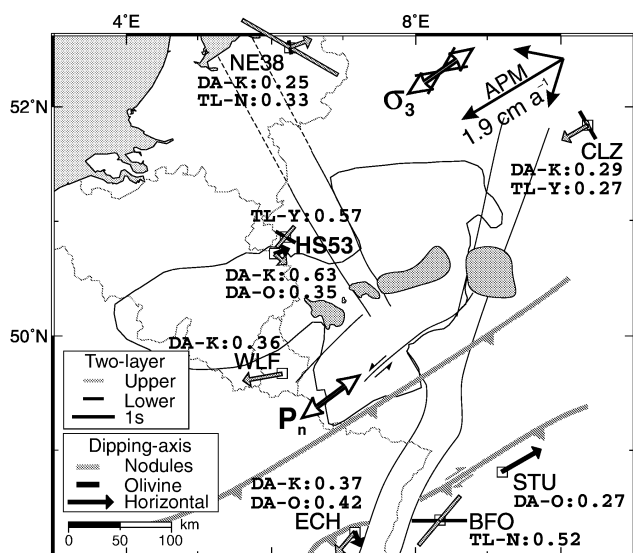 4°E
8°E
NE38
DA-K:0.25
TL-N:0.33
52°N
σ3
APM
1.9 cm a⁻¹
CLZ
DA-K:0.29
TL-Y:0.27
TL-Y:0.57
HS53
DA-K:0.63
DA-O:0.35
50°N
DA-K:0.36
WLF
Two-layer
Upper
Lower
1s
Pn
Dipping-axis
Nodules
Olivine
Horizontal
km
0
50
100
DA-K:0.37
DA-O:0.42
ECH
STU
DA-O:0.27
BFO
TL-N:0.52